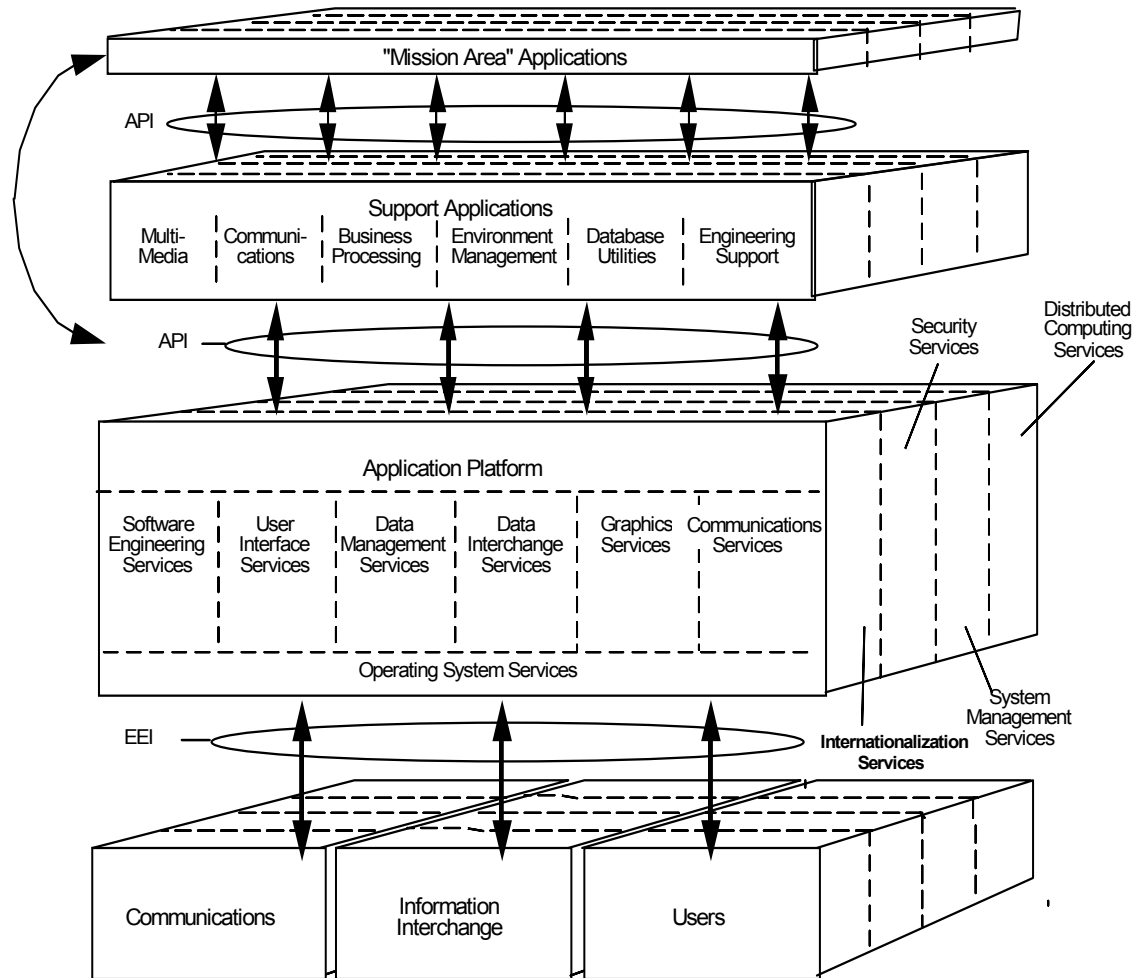 "Mission Area" Applications
API
Support Applications
Multi-
Media
Communi-
cations
Business
Processing
Environment
Management
Database
Utilities
Engineering
Support
API
Security
Services
Distributed
Computing
Services
Application Platform
Software
Engineering
Services
User
Interface
Services
Data
Management
Services
Data
Interchange
Services
Graphics
Services
Communications
Services
Operating System Services
EEI
Internationalization
Services
System
Management
Services
Communications
Information
Interchange
Users